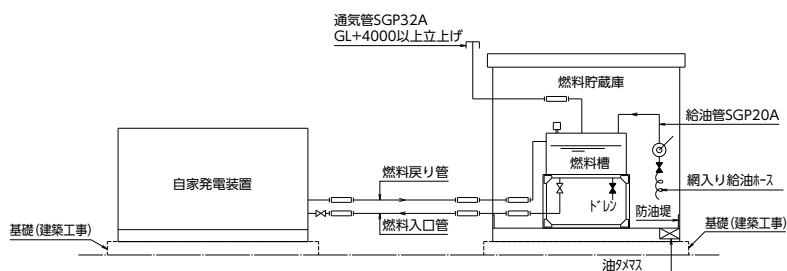 通気管SGP32A
GL+4000以上立上げ
燃料貯蔵庫
給油管SGP20A
燃料槽
自家発電装置
燃料戻り管
網入り給油ﾎｰｽ
ﾄﾞﾚﾝ
防油堤
基礎(建築工事)
燃料入口管
基礎(建築工事)
油ﾀﾒﾏｽ